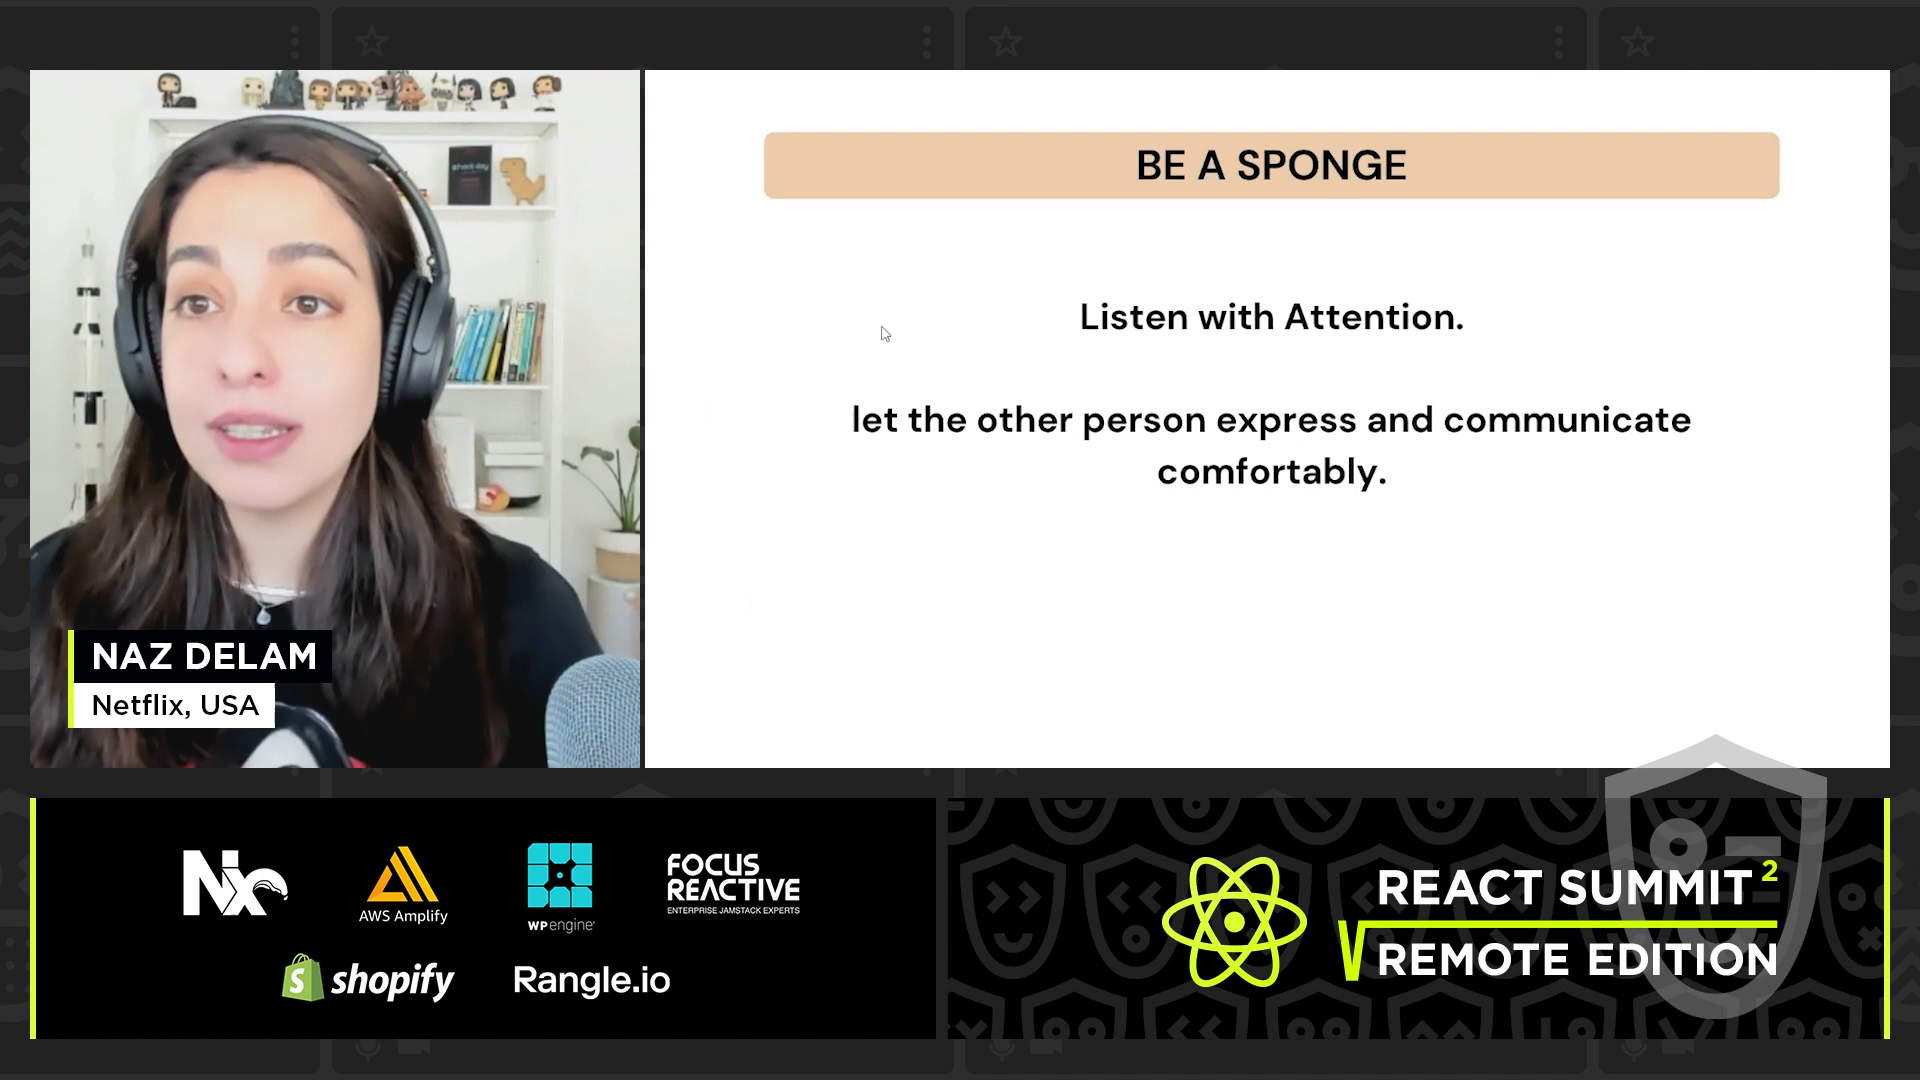 BE A SPONGE
Listen with Attention.
let the other person express and communicate
comfortably.
NAZ DELAM
Netflix, USA
Nx
AWS Amplify
WP engine
FOCUS
REACTIVE
ENTERPRISE JAMSTACK EXPERTS
shopify
Rangle.io
REACT SUMMIT 2
REMOTE EDITION